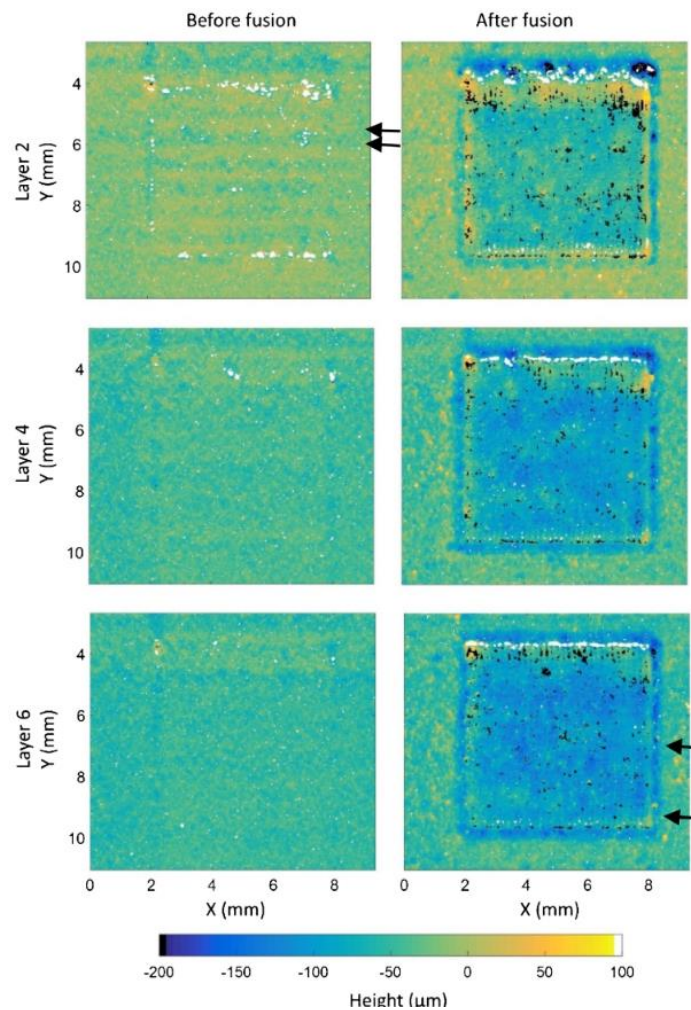 Before fusion
After fusion
Layer 2
Y (mm)
4
6
8
10
Layer 4
Y (mm)
4
6
8
10
Layer 6
Y (mm)
4
6
8
10
0 2 4 6 8
0 2 4 6 8
X (mm)
X (mm)
-200 -150 -100 -50 0 50 100
Height (μm)